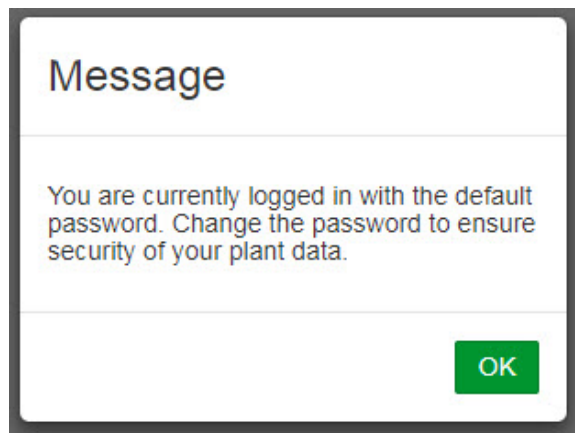 Message
You are currently logged in with the default
password. Change the password to ensure
security of your plant data.
OK